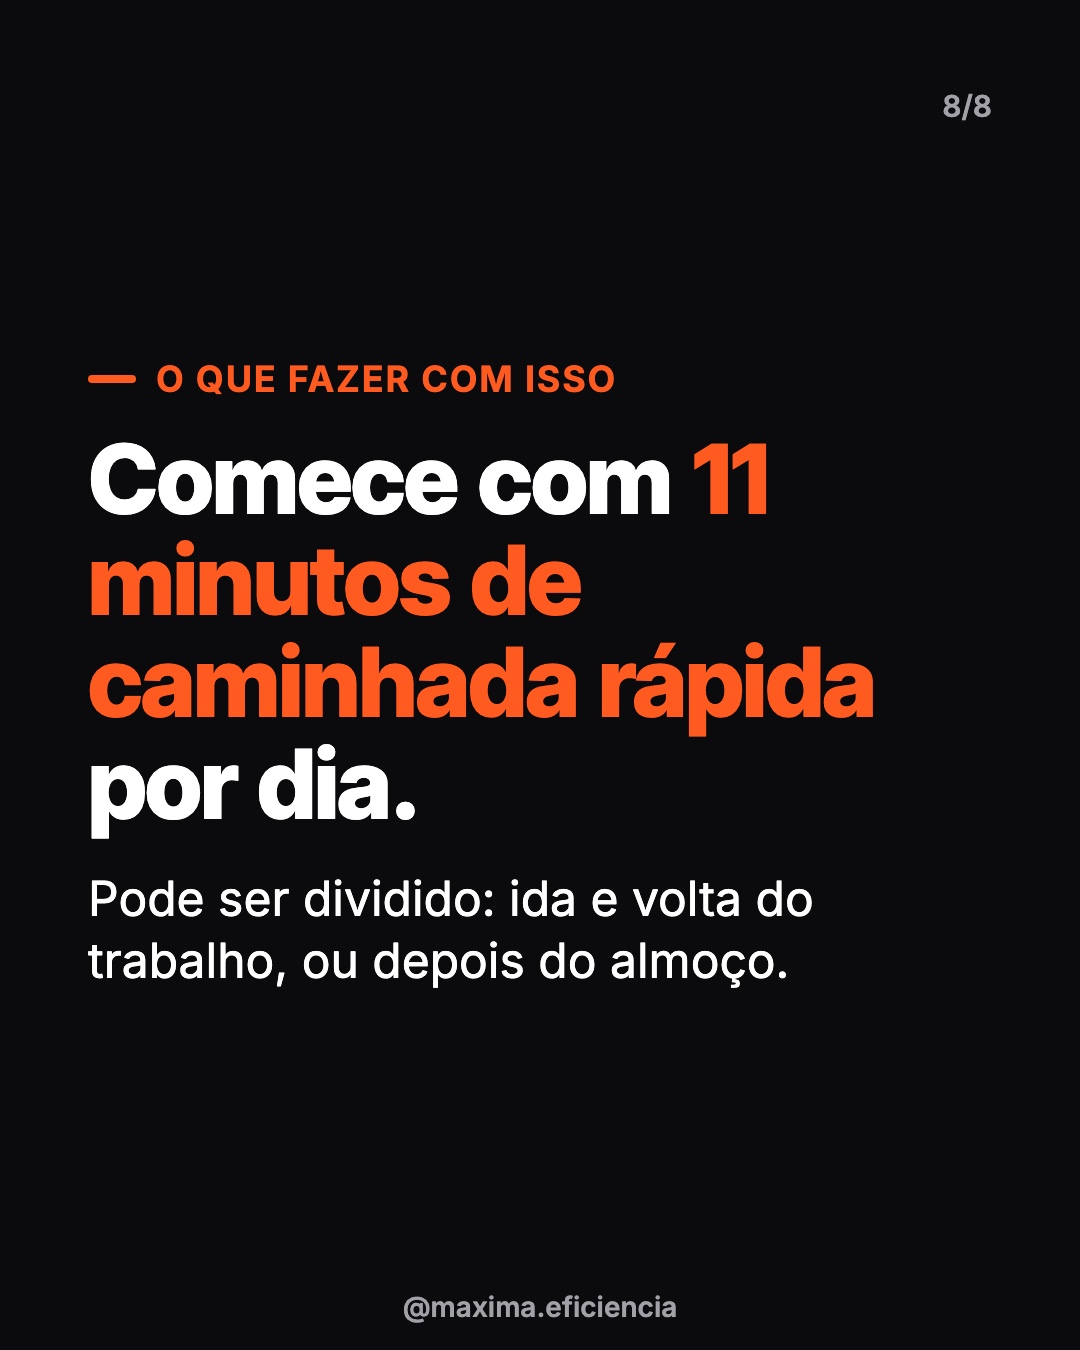 8/8
O QUE FAZER COM ISSO
Comece com 11
minutos de
caminhada rápida
por dia.
Pode ser dividido: ida e volta do
trabalho, ou depois do almoço.
@maxima.eficiencia